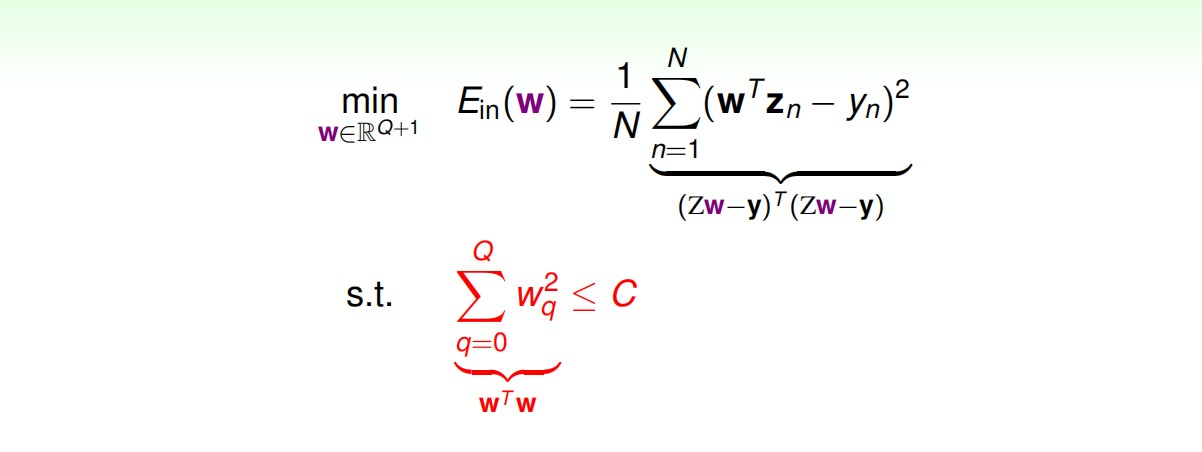 min w∈ℝ^{Q+1} E_in(w) = 1/N ∑_{n=1}^{N} (w^T z_n − y_n)^2
(Zw−y)^T(Zw−y)
s.t. ∑_{q=0}^{Q} w_q^2 ≤ C
w^T w